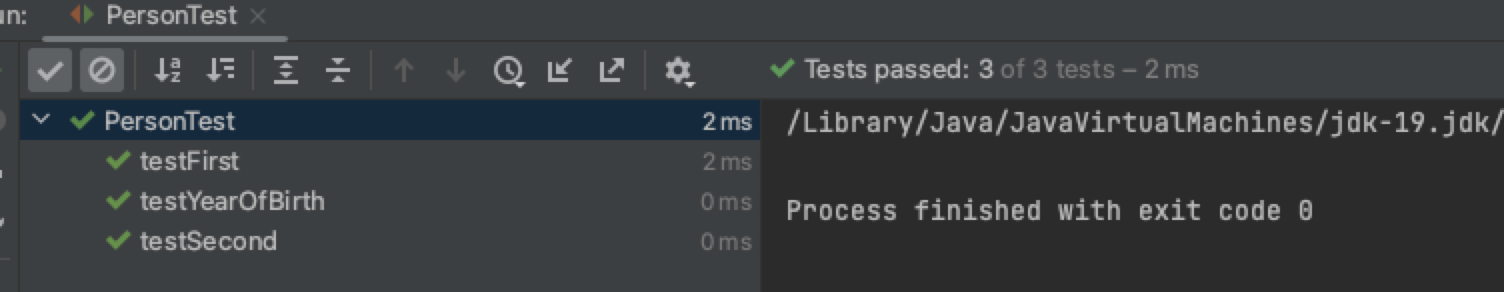 un: PersonTest
Tests passed: 3 of 3 tests – 2 ms
PersonTest 2 ms
testFirst 2 ms
testYearOfBirth 0 ms
testSecond 0 ms
/Library/Java/JavaVirtualMachines/jdk-19.jdk/
Process finished with exit code 0